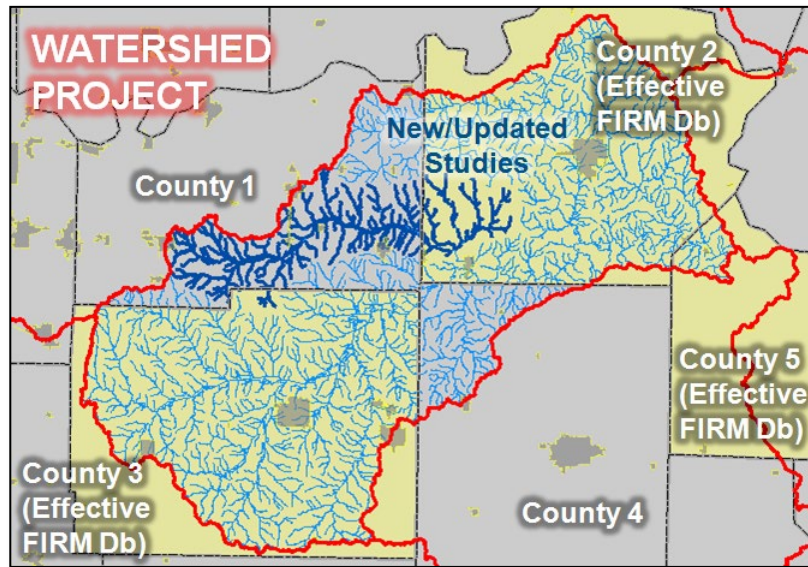 WATERSHED
PROJECT
County 2
(Effective
FIRM Db)
New/Updated
Studies
County 1
County 5
(Effective
FIRM Db)
County 3
(Effective
FIRM Db)
County 4